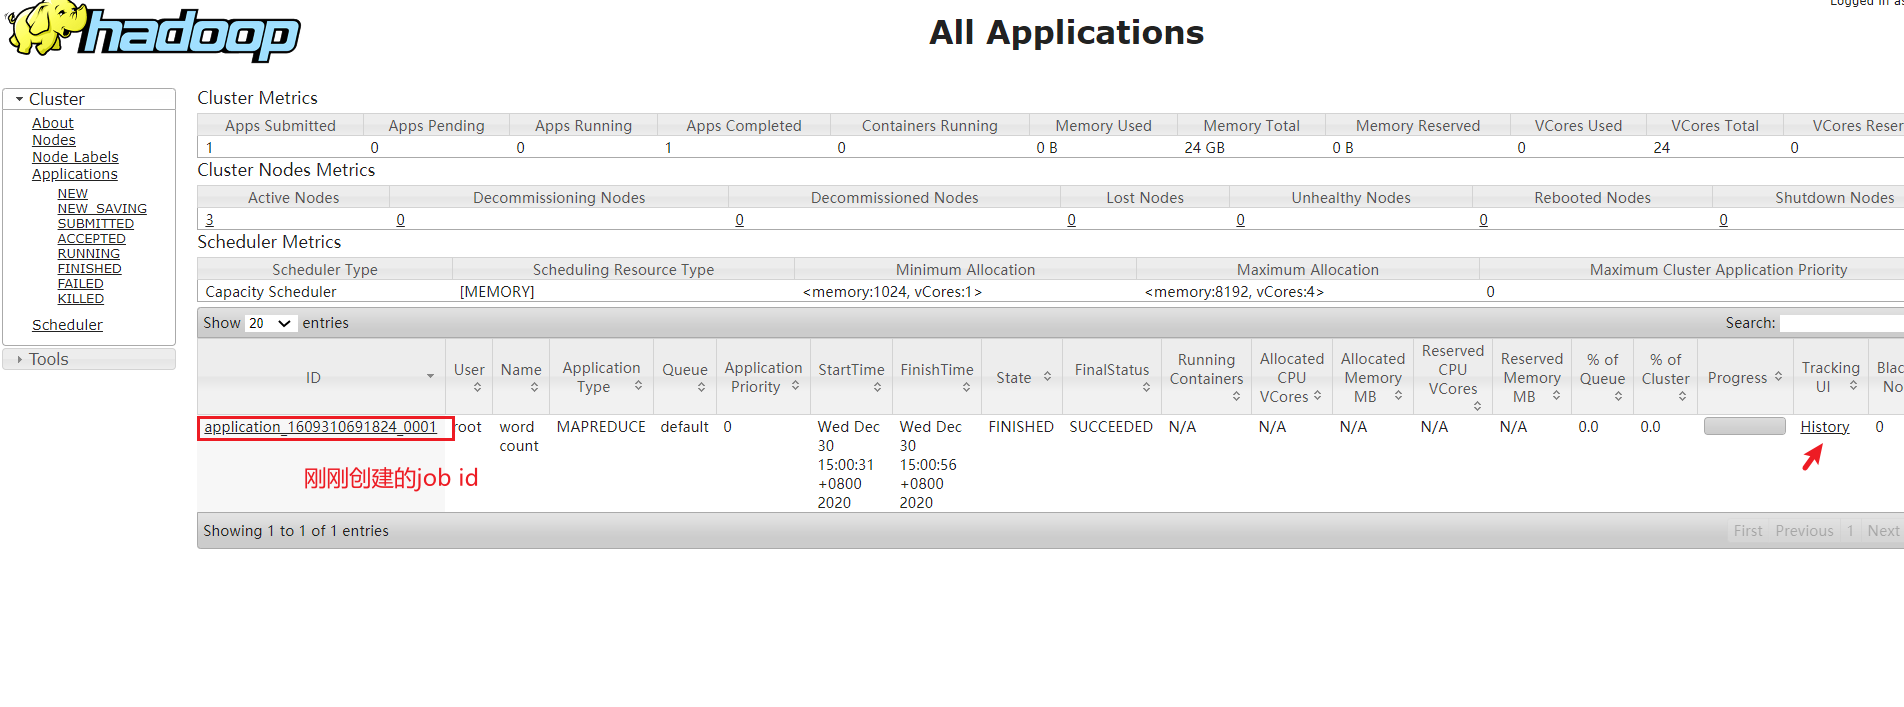 Logged in as
hadoop
All Applications
Cluster
About
Nodes
Node Labels
Applications
NEW
NEW_SAVING
SUBMITTED
ACCEPTED
RUNNING
FINISHED
FAILED
KILLED
Scheduler
Tools
Cluster Metrics
Apps Submitted Apps Pending Apps Running Apps Completed Containers Running Memory Used Memory Total Memory Reserved VCores Used VCores Total VCores Reser
1 0 0 1 0 0 B 24 GB 0 B 0 24 0
Cluster Nodes Metrics
Active Nodes Decommissioning Nodes Decommissioned Nodes Lost Nodes Unhealthy Nodes Rebooted Nodes Shutdown Nodes
3 0 0 0 0 0 0
Scheduler Metrics
Scheduler Type Scheduling Resource Type Minimum Allocation Maximum Allocation Maximum Cluster Application Priority
Capacity Scheduler [MEMORY] <memory:1024, vCores:1> <memory:8192, vCores:4> 0
Show 20 entries Search:
ID
User
Name
Application
Type
Queue
Application
Priority
StartTime
FinishTime
State
FinalStatus
Running
Containers
Allocated
CPU
VCores
Allocated
Memory
MB
Reserved
CPU
VCores
Reserved
Memory
MB
% of
Queue
% of
Cluster
Progress
Tracking
UI
Blac
No
application_1609310691824_0001
root
word
count
MAPREDUCE
default
0
Wed Dec
30
15:00:31
+0800
2020
Wed Dec
30
15:00:56
+0800
2020
FINISHED
SUCCEEDED
N/A
N/A
N/A
N/A
N/A
0.0
0.0
History
0
刚刚创建的job id
Showing 1 to 1 of 1 entries First Previous 1 Next